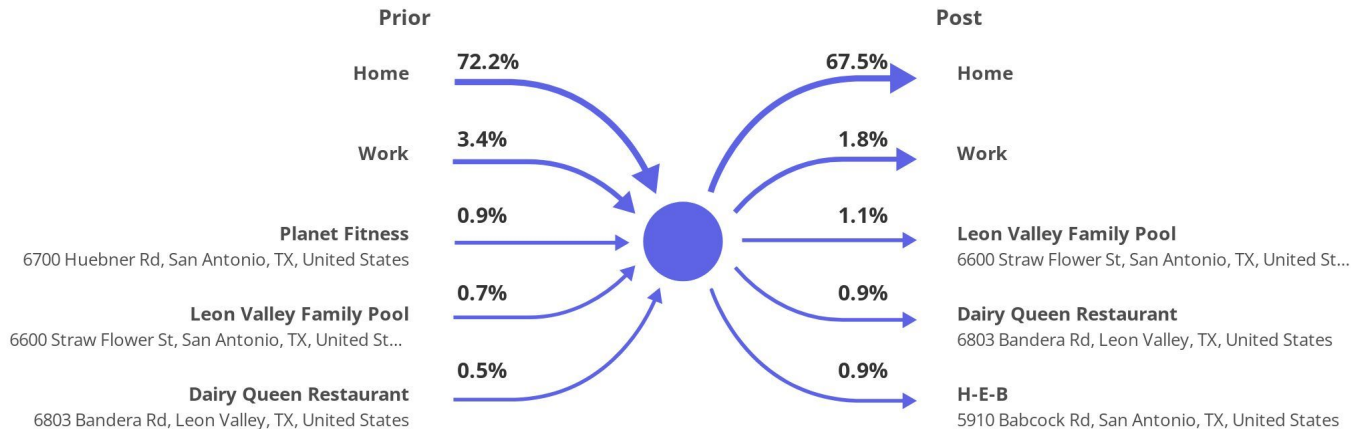 Prior
Post
72.2%
Home
67.5%
Home
3.4%
Work
1.8%
Work
0.9%
Planet Fitness
6700 Huebner Rd, San Antonio, TX, United States
1.1%
Leon Valley Family Pool
6600 Straw Flower St, San Antonio, TX, United St...
0.7%
Leon Valley Family Pool
6600 Straw Flower St, San Antonio, TX, United St...
0.9%
Dairy Queen Restaurant
6803 Bandera Rd, Leon Valley, TX, United States
0.5%
Dairy Queen Restaurant
6803 Bandera Rd, Leon Valley, TX, United States
0.9%
H-E-B
5910 Babcock Rd, San Antonio, TX, United States